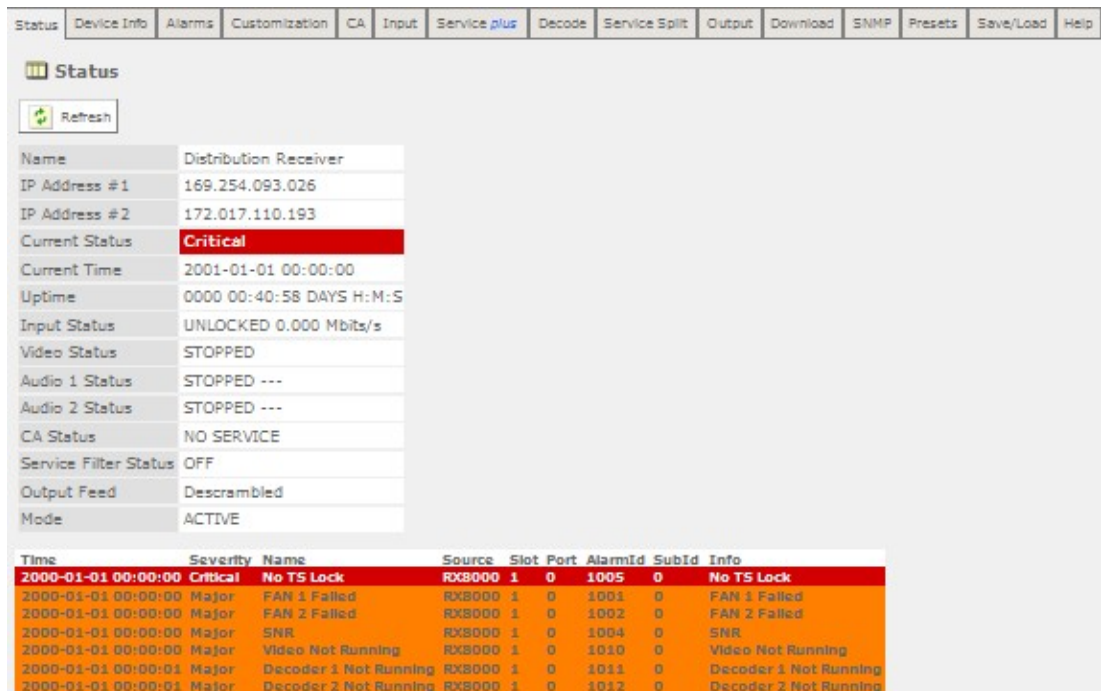 Status Device Info Alarms Customization CA Input Service plus Decode Service Split Output Download SNMP Presets Save/Load Help
Status
Refresh
Name Distribution Receiver
IP Address #1 169.254.093.026
IP Address #2 172.017.110.193
Current Status Critical
Current Time 2001-01-01 00:00:00
Uptime 0000 00:40:58 DAYS H:M:S
Input Status UNLOCKED 0.000 Mbits/s
Video Status STOPPED
Audio 1 Status STOPPED ---
Audio 2 Status STOPPED ---
CA Status NO SERVICE
Service Filter Status OFF
Output Feed Descrambled
Mode ACTIVE
Time Severity Name Source Slot Port AlarmId SubId Info
2000-01-01 00:00:00 Critical No TS Lock RX8000 1 0 1005 0 No TS Lock
2000-01-01 00:00:00 Major FAN 1 Failed RX8000 1 0 1001 0 FAN 1 Failed
2000-01-01 00:00:00 Major FAN 2 Failed RX8000 1 0 1002 0 FAN 2 Failed
2000-01-01 00:00:00 Major SNR RX8000 1 0 1004 0 SNR
2000-01-01 00:00:00 Major Video Not Running RX8000 1 0 1010 0 Video Not Running
2000-01-01 00:00:01 Major Decoder 1 Not Running RX8000 1 0 1011 0 Decoder 1 Not Running
2000-01-01 00:00:01 Major Decoder 2 Not Running RX8000 1 0 1012 0 Decoder 2 Not Running